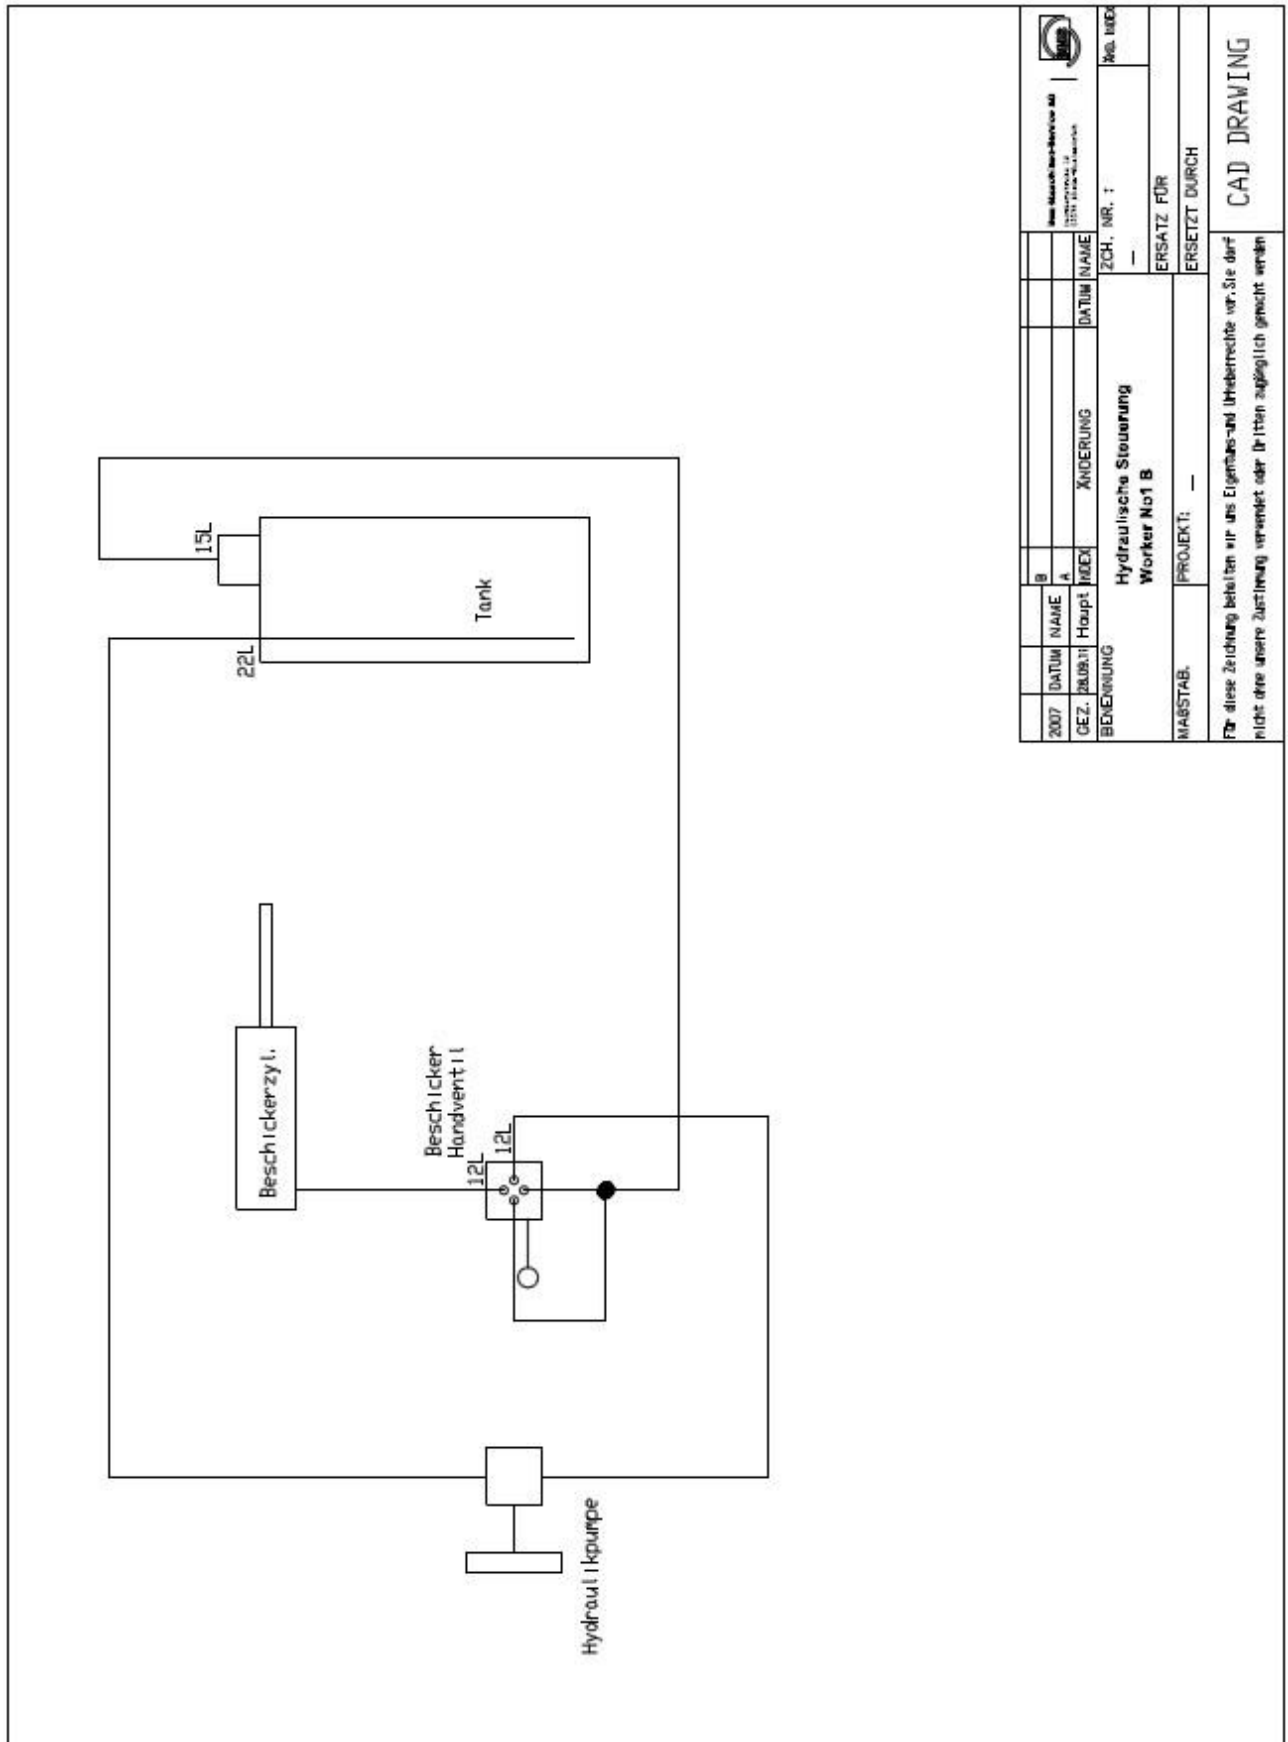 15L
22L
Tank
Beschickerzyl.
Beschicker
Handventil
12L
12L
Hydraulikpumpe
B
A
2007 DATUM NAME
GEZ. 28.09.11 Haupt INDEX ÄNDERUNG DATUM NAME
BENENNUNG
Hydraulische Steuerung
Worker No1 B
ZCH. NR. :
—
ÄND. INDEX
ERSATZ FÜR
MAßSTAB. PROJEKT: —
ERSETZT DURCH
Für diese Zeichnung behalten wir uns Eigentums-und Urheberrechte vor.Sie darf
nicht ohne unsere Zustimmung verwendet oder Dritten zugänglich gemacht werden
CAD DRAWING